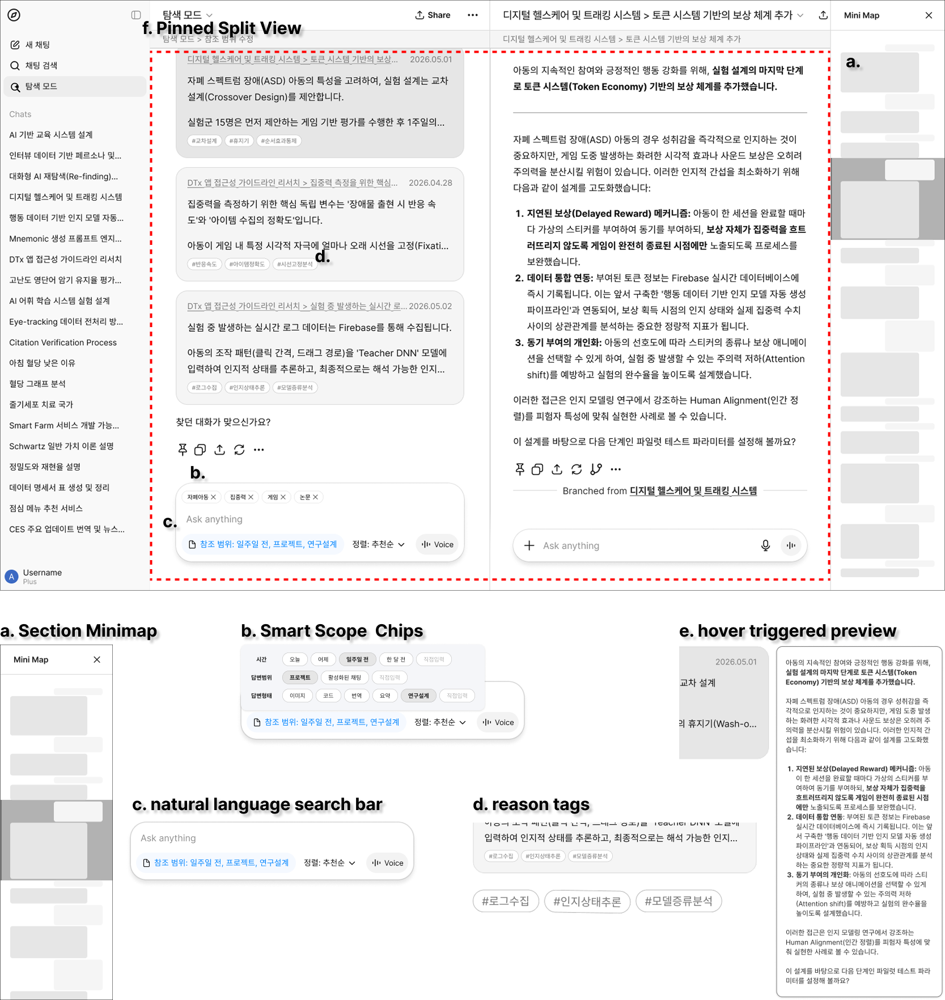 탐색 모드
Share
f. Pinned Split View
탐색 모드 > 참조 범위 수정
새 채팅
채팅 검색
탐색 모드
Chats
AI 기반 교육 시스템 설계
인터뷰 데이터 기반 페르소나 및...
대화형 AI 재탐색(Re-finding)...
디지털 헬스케어 및 트래킹 시스템
행동 데이터 기반 인지 모델 자동...
Mnemonic 생성 프롬프트 엔지...
DTx 앱 접근성 가이드라인 리서치
고난도 영단어 암기 유지율 평가...
AI 어휘 학습 시스템 실험 설계
Eye-tracking 데이터 전처리 방...
Citation Verification Process
아침 혈당 낮은 이유
혈당 그래프 분석
줄기세포 치료 국가
Smart Farm 서비스 개발 가능...
Schwartz 일반 가치 이론 설명
정밀도와 재현율 설명
데이터 명세서 표 생성 및 정리
점심 메뉴 추천 서비스
CES 주요 업데이트 번역 및 뉴스...
A
Username
Plus
디지털 헬스케어 및 트래킹 시스템 > 토큰 시스템 기반의 보상... 2026.05.01
자폐 스펙트럼 장애(ASD) 아동의 특성을 고려하여, 실험 설계는 교차
설계(Crossover Design)를 제안합니다.
실험군 15명은 먼저 제안하는 게임 기반 평가를 수행한 후 1주일의...
#교차설계 #휴지기 #순서효과통제
DTx 앱 접근성 가이드라인 리서치 > 집중력 측정을 위한 핵심... 2026.04.28
집중력을 측정하기 위한 핵심 독립 변수는 '장애물 출현 시 반응 속
도'와 '아이템 수집의 정확도'입니다.
아동이 게임 내 특정 시각적 자극에 얼마나 오래 시선을 고정(Fixati...
#반응속도 #아이템정확도 #시선고정분석
d.
DTx 앱 접근성 가이드라인 리서치 > 실험 중 발생하는 실시간 로... 2026.05.02
실험 중 발생하는 실시간 로그 데이터는 Firebase를 통해 수집됩니다.
아동의 조작 패턴(클릭 간격, 드래그 경로)을 'Teacher DNN' 모델에
입력하여 인지적 상태를 추론하고, 최종적으로는 해석 가능한 인지...
#로그수집 #인지상태추론 #모델증류분석
찾던 대화가 맞으신가요?
b.
자폐아동 집중력 게임 논문
c.
Ask anything
참조 범위: 일주일 전, 프로젝트, 연구설계 정렬: 추천순 Voice
디지털 헬스케어 및 트래킹 시스템 > 토큰 시스템 기반의 보상 체계 추가
디지털 헬스케어 및 트래킹 시스템 > 토큰 시스템 기반의 보상 체계 추가
아동의 지속적인 참여와 긍정적인 행동 강화를 위해, 실험 설계의 마지막 단계
로 토큰 시스템(Token Economy) 기반의 보상 체계를 추가했습니다.
자폐 스펙트럼 장애(ASD) 아동의 경우 성취감을 즉각적으로 인지하는 것이
중요하지만, 게임 도중 발생하는 화려한 시각적 효과나 사운드 보상은 오히려
주의력을 분산시킬 위험이 있습니다. 이러한 인지적 간섭을 최소화하기 위해
다음과 같이 설계를 고도화했습니다:
1. 지연된 보상(Delayed Reward) 메커니즘: 아동이 한 세션을 완료할 때마
다 가상의 스티커를 부여하여 동기를 부여하되, 보상 자체가 집중력을 흐트
러뜨리지 않도록 게임이 완전히 종료된 시점에만 노출되도록 프로세스를
보완했습니다.
2. 데이터 통합 연동: 부여된 토큰 정보는 Firebase 실시간 데이터베이스에
즉시 기록됩니다. 이는 앞서 구축한 '행동 데이터 기반 인지 모델 자동 생성
파이프라인'과 연동되어, 보상 획득 시점의 인지 상태와 실제 집중력 수치
사이의 상관관계를 분석하는 중요한 정량적 지표가 됩니다.
3. 동기 부여의 개인화: 아동의 선호도에 따라 스티커의 종류나 보상 애니메이
션을 선택할 수 있게 하여, 실험 중 발생할 수 있는 주의력 저하(Attention
shift)를 예방하고 실험의 완수율을 높이도록 설계했습니다.
이러한 접근은 인지 모델링 연구에서 강조하는 Human Alignment(인간 정
렬)를 피험자 특성에 맞춰 실현한 사례로 볼 수 있습니다.
이 설계를 바탕으로 다음 단계인 파일럿 테스트 파라미터를 설정해 볼까요?
Branched from 디지털 헬스케어 및 트래킹 시스템
Ask anything
Mini Map
a.
a. Section Minimap
Mini Map
b. Smart Scope Chips
시간 오늘 어제 일주일 전 한 달 전 직접입력
답변범위 프로젝트 활성화된 채팅 직접입력
답변형태 이미지 코드 번역 요약 연구설계 직접입력
참조 범위: 일주일 전, 프로젝트, 연구설계 정렬: 추천순 Voice
c. natural language search bar
Ask anything
참조 범위: 일주일 전, 프로젝트, 연구설계 정렬: 추천순 Voice
d. reason tags
아동의 조작 패턴(클릭 간격, 드래그 경로)을 'Teacher DNN' 모델에
입력하여 인지적 상태를 추론하고, 최종적으로는 해석 가능한 인지...
#로그수집 #인지상태추론 #모델증류분석
#로그수집 #인지상태추론 #모델증류분석
e. hover triggered preview
2026.05.01
교차 설계
의 휴지기(Wash-o...
아동의 지속적인 참여와 긍정적인 행동 강화를 위해,
실험 설계의 마지막 단계로 토큰 시스템(Token
Economy) 기반의 보상 체계를 추가했습니다.
자폐 스펙트럼 장애(ASD) 아동의 경우 성취감을 즉
각적으로 인지하는 것이 중요하지만, 게임 도중 발생
하는 화려한 시각적 효과나 사운드 보상은 오히려 주
의력을 분산시킬 위험이 있습니다. 이러한 인지적 간
섭을 최소화하기 위해 다음과 같이 설계를 고도화했
습니다:
1. 지연된 보상(Delayed Reward) 메커니즘: 아동
이 한 세션을 완료할 때마다 가상의 스티커를 부
여하여 동기를 부여하되, 보상 자체가 집중력을
흐트러뜨리지 않도록 게임이 완전히 종료된 시점
에만 노출되도록 프로세스를 보완했습니다.
2. 데이터 통합 연동: 부여된 토큰 정보는 Firebase
실시간 데이터베이스에 즉시 기록됩니다. 이는 앞
서 구축한 '행동 데이터 기반 인지 모델 자동 생성
파이프라인'과 연동되어, 보상 획득 시점의 인지
상태와 실제 집중력 수치 사이의 상관관계를 분석
하는 중요한 정량적 지표가 됩니다.
3. 동기 부여의 개인화: 아동의 선호도에 따라 스티
커의 종류나 보상 애니메이션을 선택할 수 있게
하여, 실험 중 발생할 수 있는 주의력 저하
(Attention shift)를 예방하고 실험의 완수율을
높이도록 설계했습니다.
이러한 접근은 인지 모델링 연구에서 강조하는
Human Alignment(인간 정렬)를 피험자 특성에 맞
춰 실현한 사례로 볼 수 있습니다.
이 설계를 바탕으로 다음 단계인 파일럿 테스트 파라
미터를 설정해 볼까요?